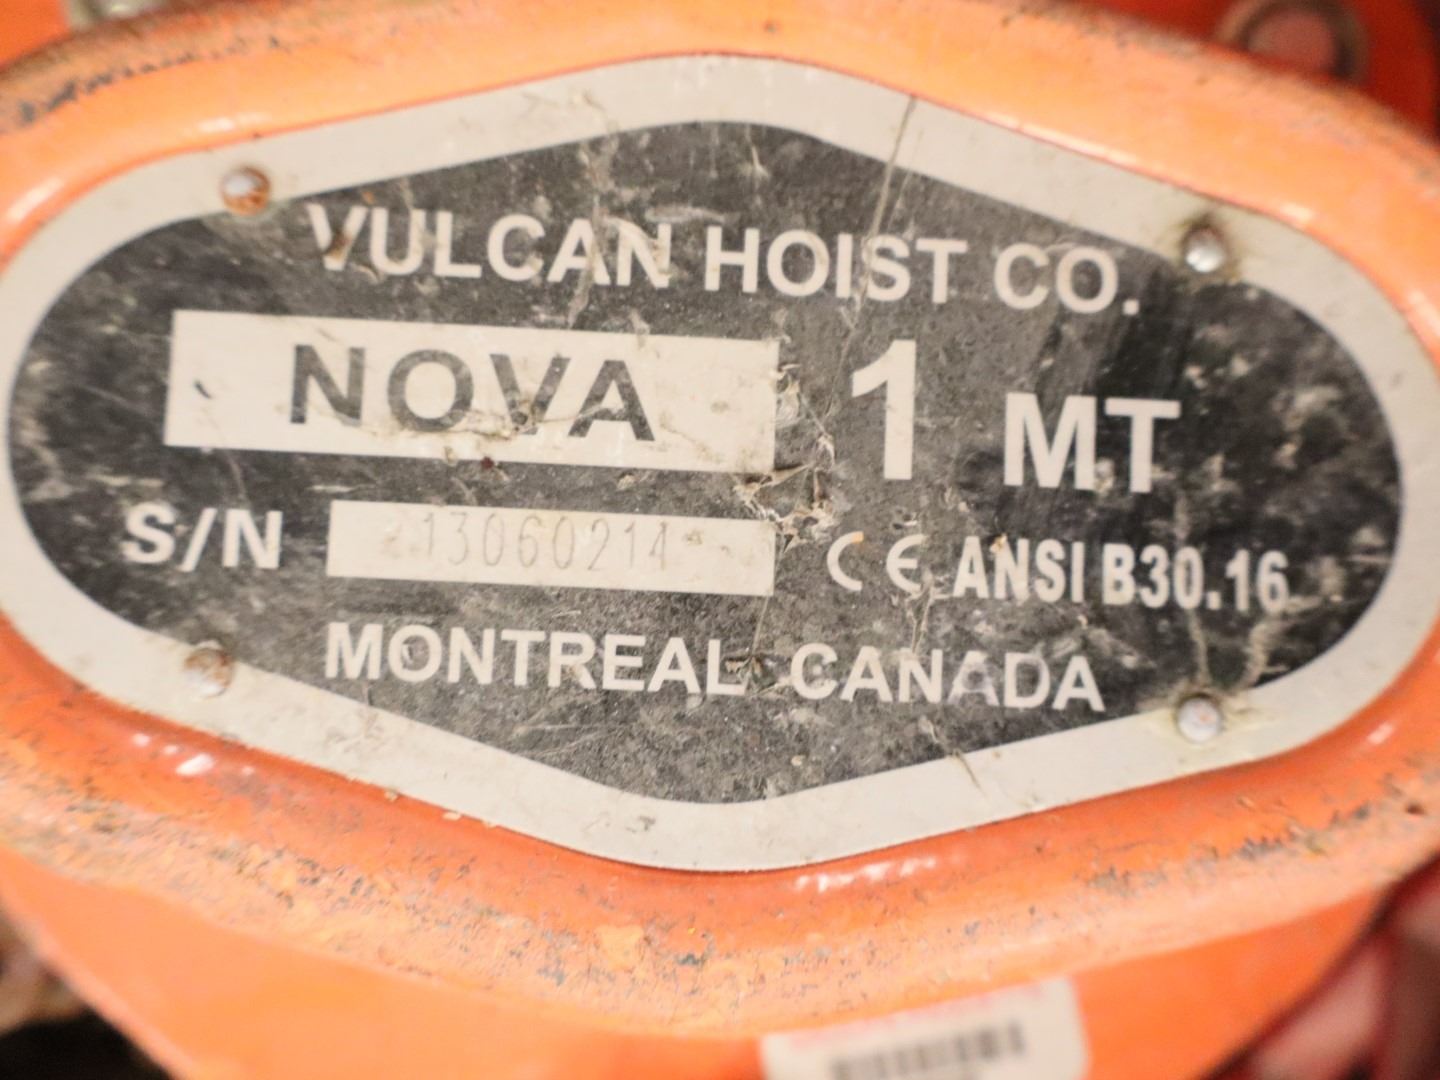 VULCAN HOIST CO.
NOVA 1 MT
S/N 13060214 CE ANSI B30.16
MONTREAL CANADA